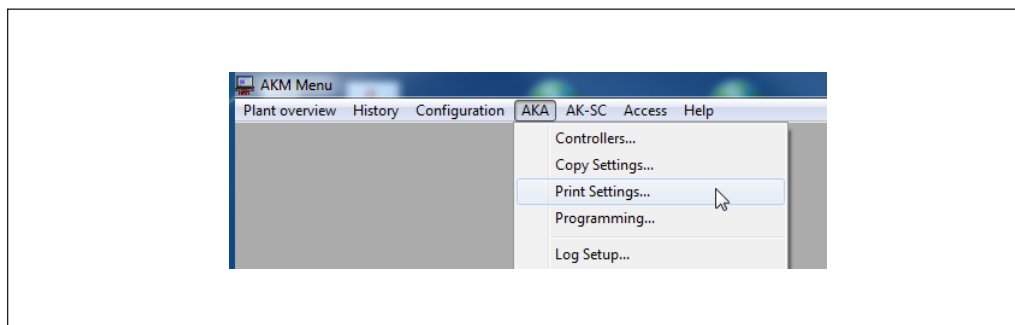 AKM Menu
Plant overview History Configuration AKA AK-SC Access Help
Controllers...
Copy Settings...
Print Settings...
Programming...
Log Setup...